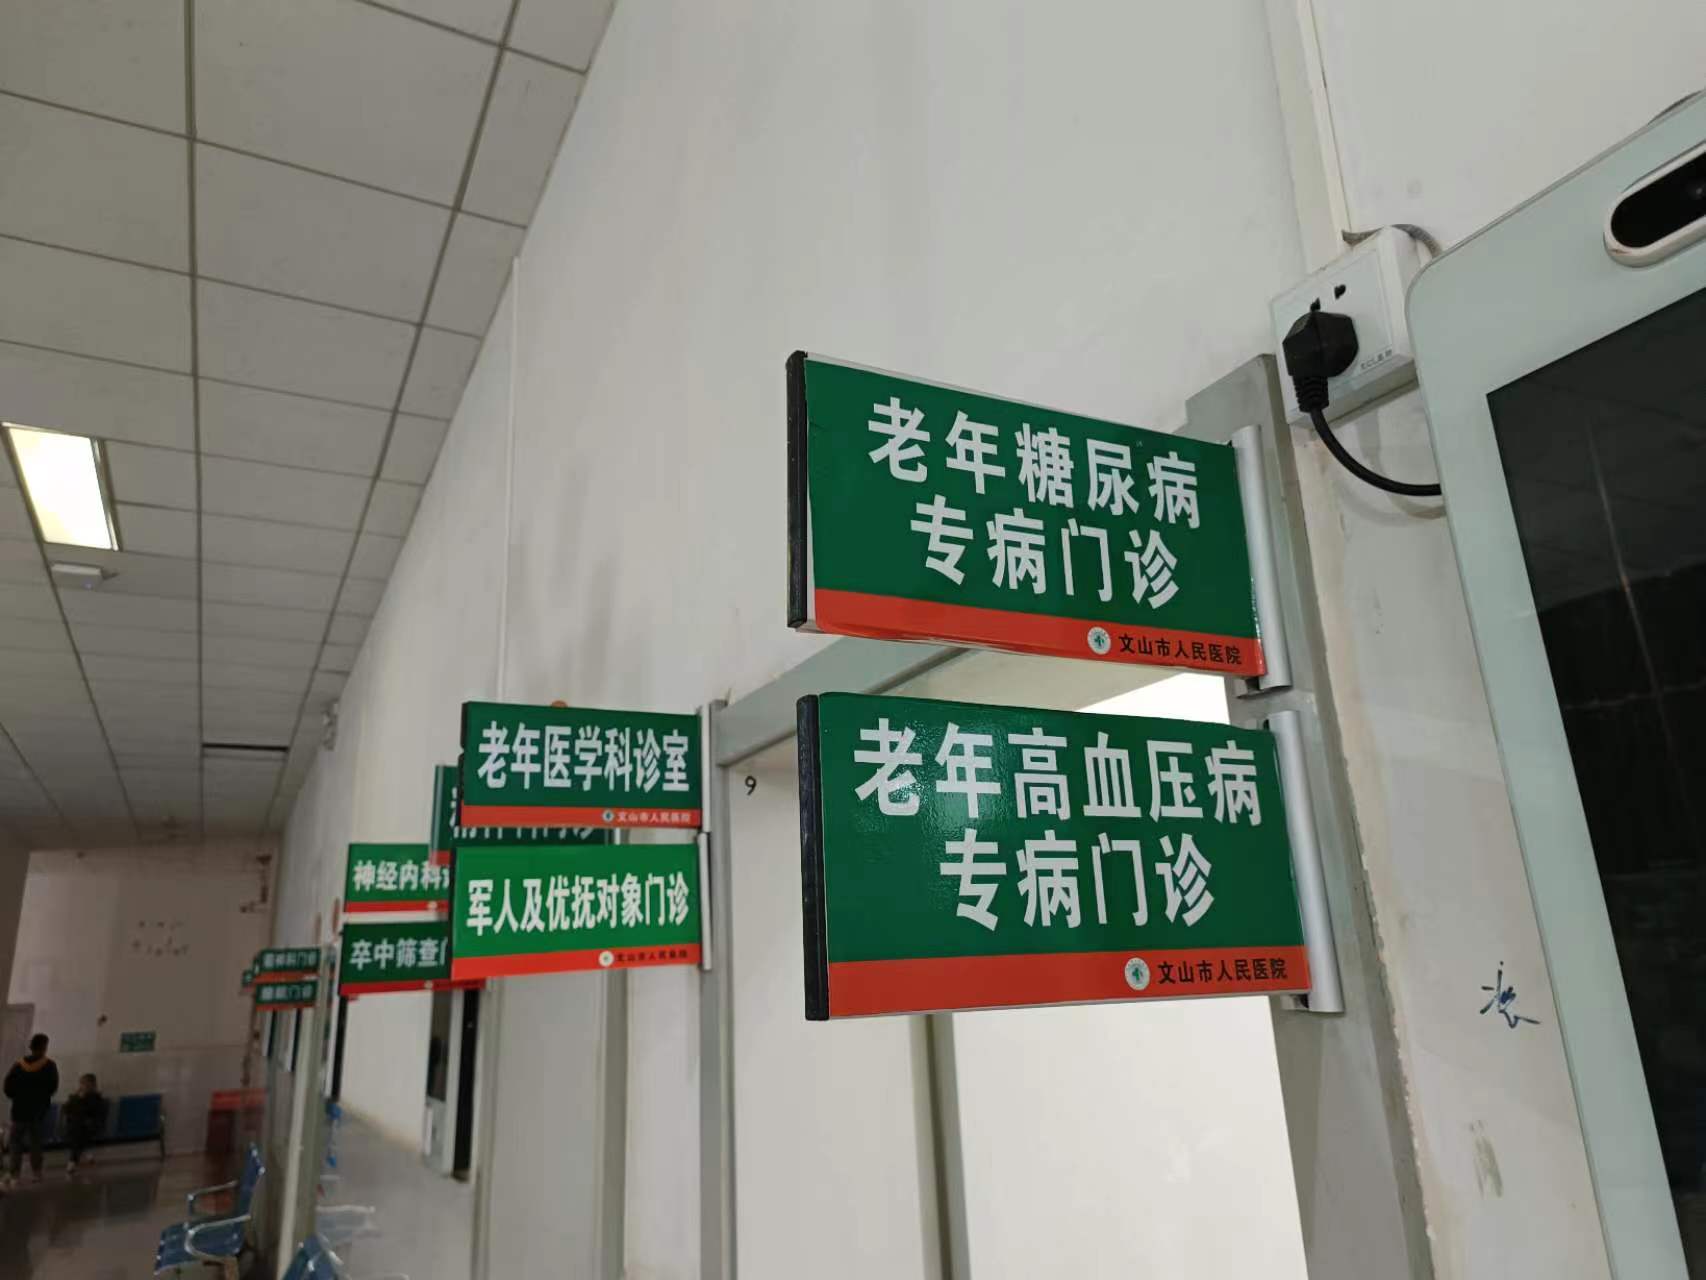 老年糖尿病
专病门诊
文山市人民医院
老年高血压病
专病门诊
文山市人民医院
老年医学科诊室
文山市人民医院
军人及优抚对象门诊
文山市人民医院
9
神经内科
卒中筛查